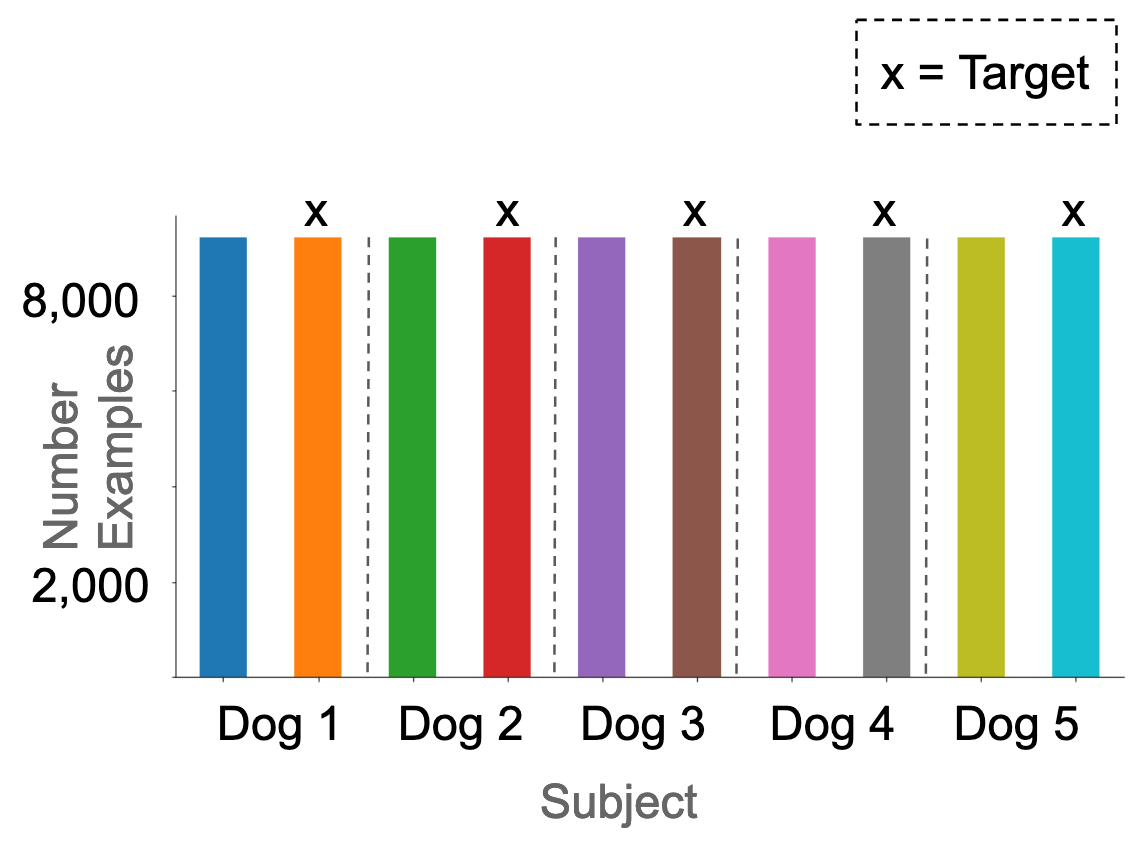 x = Target
x x x x x
8,000
Number
Examples
2,000
Dog 1 Dog 2 Dog 3 Dog 4 Dog 5
Subject